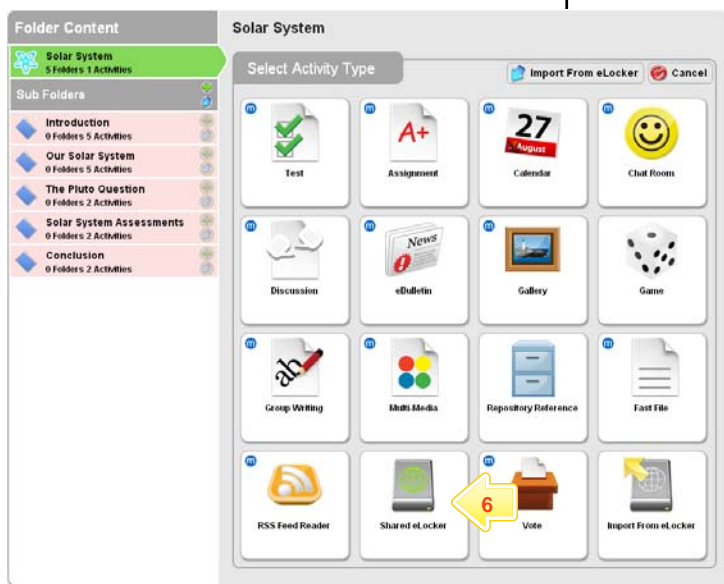 Folder Content
Solar System
Solar System
5 Folders 1 Activities
Select Activity Type
Import From eLocker
Cancel
Sub Folders
Introduction
0 Folders 5 Activities
Our Solar System
0 Folders 5 Activities
The Pluto Question
0 Folders 2 Activities
Solar System Assessments
0 Folders 2 Activities
Conclusion
0 Folders 2 Activities
m
Test
m
A+
Assignment
m
27
August
Calendar
m
Chat Room
m
Discussion
m
News
eBulletin
m
Gallery
Game
m
ab
Group Writing
m
Multi-Media
Repository Reference
m
Fast File
m
RSS Feed Reader
Shared eLocker
6
m
Vote
Import From eLocker